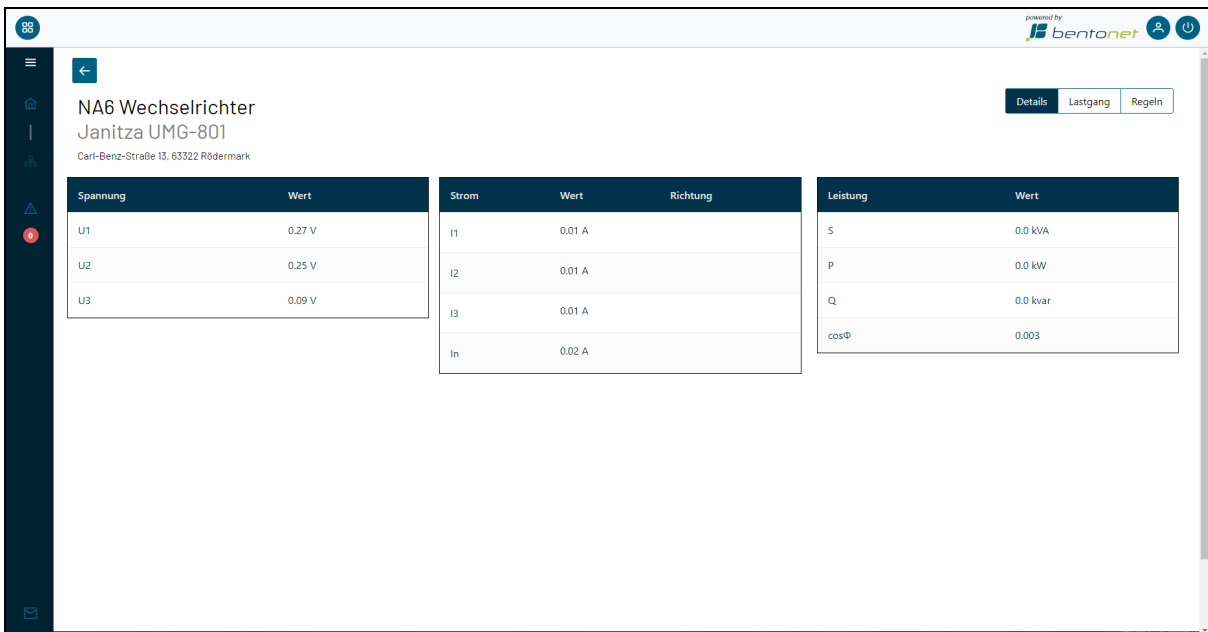 powered by
bentonet
NA6 Wechselrichter
Janitza UMG-801
Carl-Benz-Straße 13, 63322 Rödermark
Details Lastgang Regeln
Spannung Wert
U1 0.27 V
U2 0.25 V
U3 0.09 V
Strom Wert Richtung
I1 0.01 A
I2 0.01 A
I3 0.01 A
In 0.02 A
Leistung Wert
S 0.0 kVA
P 0.0 kW
Q 0.0 kvar
cosΦ 0.003
0